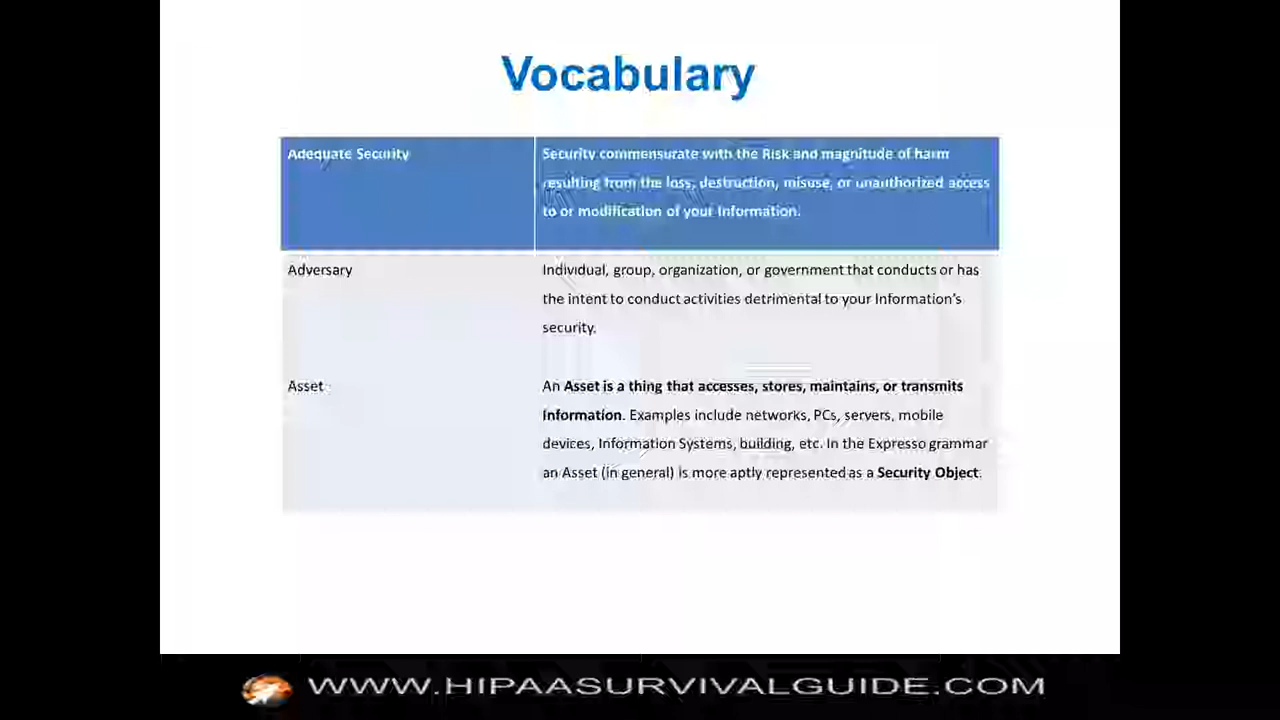 Vocabulary
Adequate Security
Security commensurate with the Risk and magnitude of harm
resulting from the loss, destruction, misuse, or unauthorized access
to or modification of your Information.
Adversary
Individual, group, organization, or government that conducts or has
the intent to conduct activities detrimental to your Information's
security.
Asset
An Asset is a thing that accesses, stores, maintains, or transmits
Information. Examples include networks, PCs, servers, mobile
devices, Information Systems, building, etc. In the Expresso grammar
an Asset (in general) is more aptly represented as a Security Object.
WWW.HIPAASURVIVALGUIDE.COM